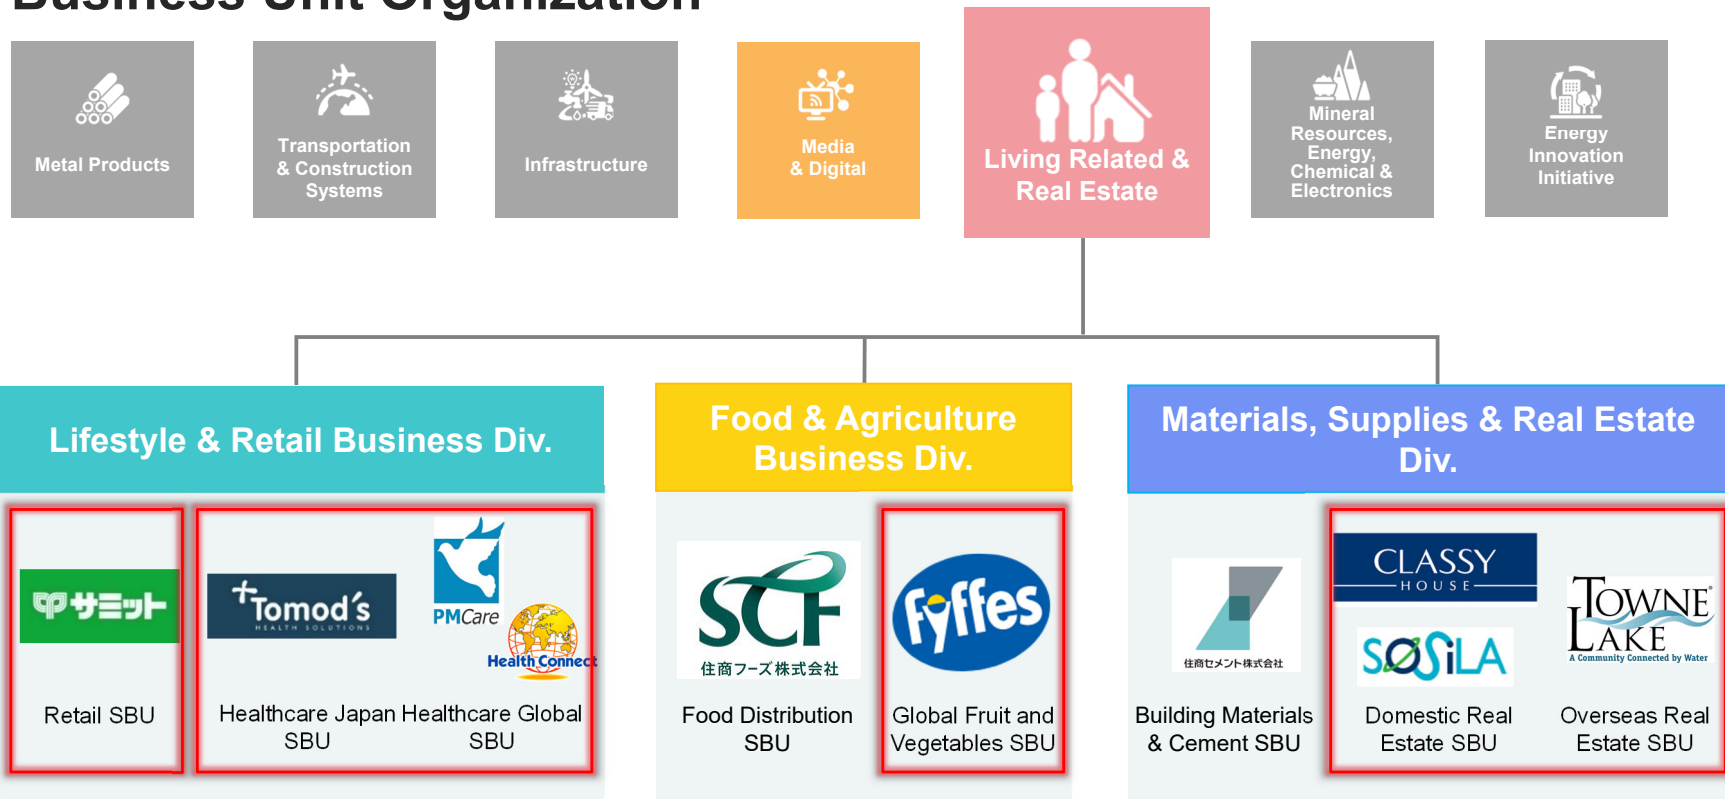 Business Unit Organization
Metal Products
Transportation
& Construction
Systems
Infrastructure
Media
& Digital
Living Related &
Real Estate
Mineral
Resources,
Energy,
Chemical &
Electronics
Energy
Innovation
Initiative
Lifestyle & Retail Business Div.
Food & Agriculture
Business Div.
Materials, Supplies & Real Estate
Div.
サミット
Tomod's
HEALTH SOLUTIONS
PMCare
Health Connect
SCF
住商フーズ株式会社
Fyffes
住商セメント株式会社
CLASSY
HOUSE
SOSiLA
TOWNE
LAKE
A Community Connected by Water
Retail SBU
Healthcare Japan
SBU
Healthcare Global
SBU
Food Distribution
SBU
Global Fruit and
Vegetables SBU
Building Materials
& Cement SBU
Domestic Real
Estate SBU
Overseas Real
Estate SBU